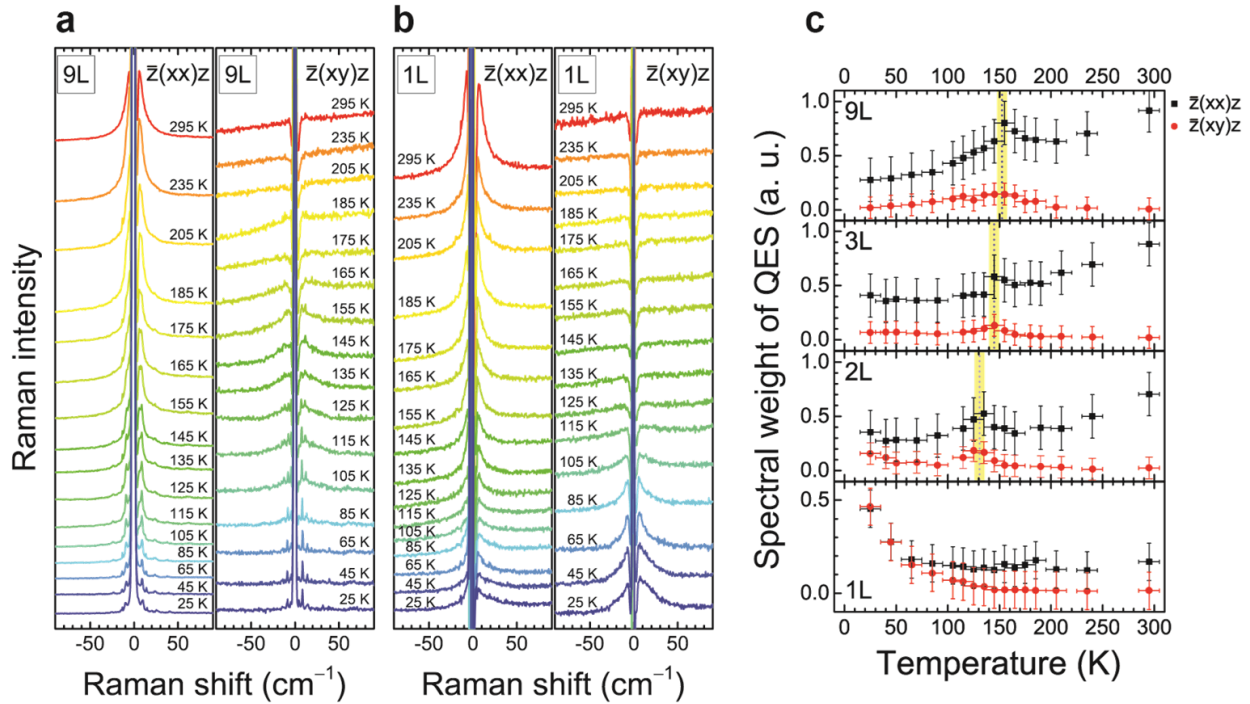 a
b
c
9L
z̄(xx)z
295 K
235 K
205 K
185 K
175 K
165 K
155 K
145 K
135 K
125 K
115 K
105 K
85 K
65 K
45 K
25 K
9L
z̄(xy)z
295 K
235 K
205 K
185 K
175 K
165 K
155 K
145 K
135 K
125 K
115 K
105 K
85 K
65 K
45 K
25 K
-50 0 50
-50 0 50
Raman intensity
Raman shift (cm⁻¹)
1L
z̄(xx)z
295 K
235 K
205 K
185 K
175 K
165 K
155 K
145 K
135 K
125 K
115 K
105 K
85 K
65 K
45 K
25 K
1L
z̄(xy)z
295 K
235 K
205 K
185 K
175 K
165 K
155 K
145 K
135 K
125 K
115 K
105 K
85 K
65 K
45 K
25 K
-50 0 50
-50 0 50
Raman shift (cm⁻¹)
0 50 100 150 200 250 300
z̄(xx)z
z̄(xy)z
9L
1.0
0.5
0.0
3L
1.0
0.5
0.0
2L
1.0
0.5
0.0
1L
0.5
0.0
0 50 100 150 200 250 300
Spectral weight of QES (a. u.)
Temperature (K)